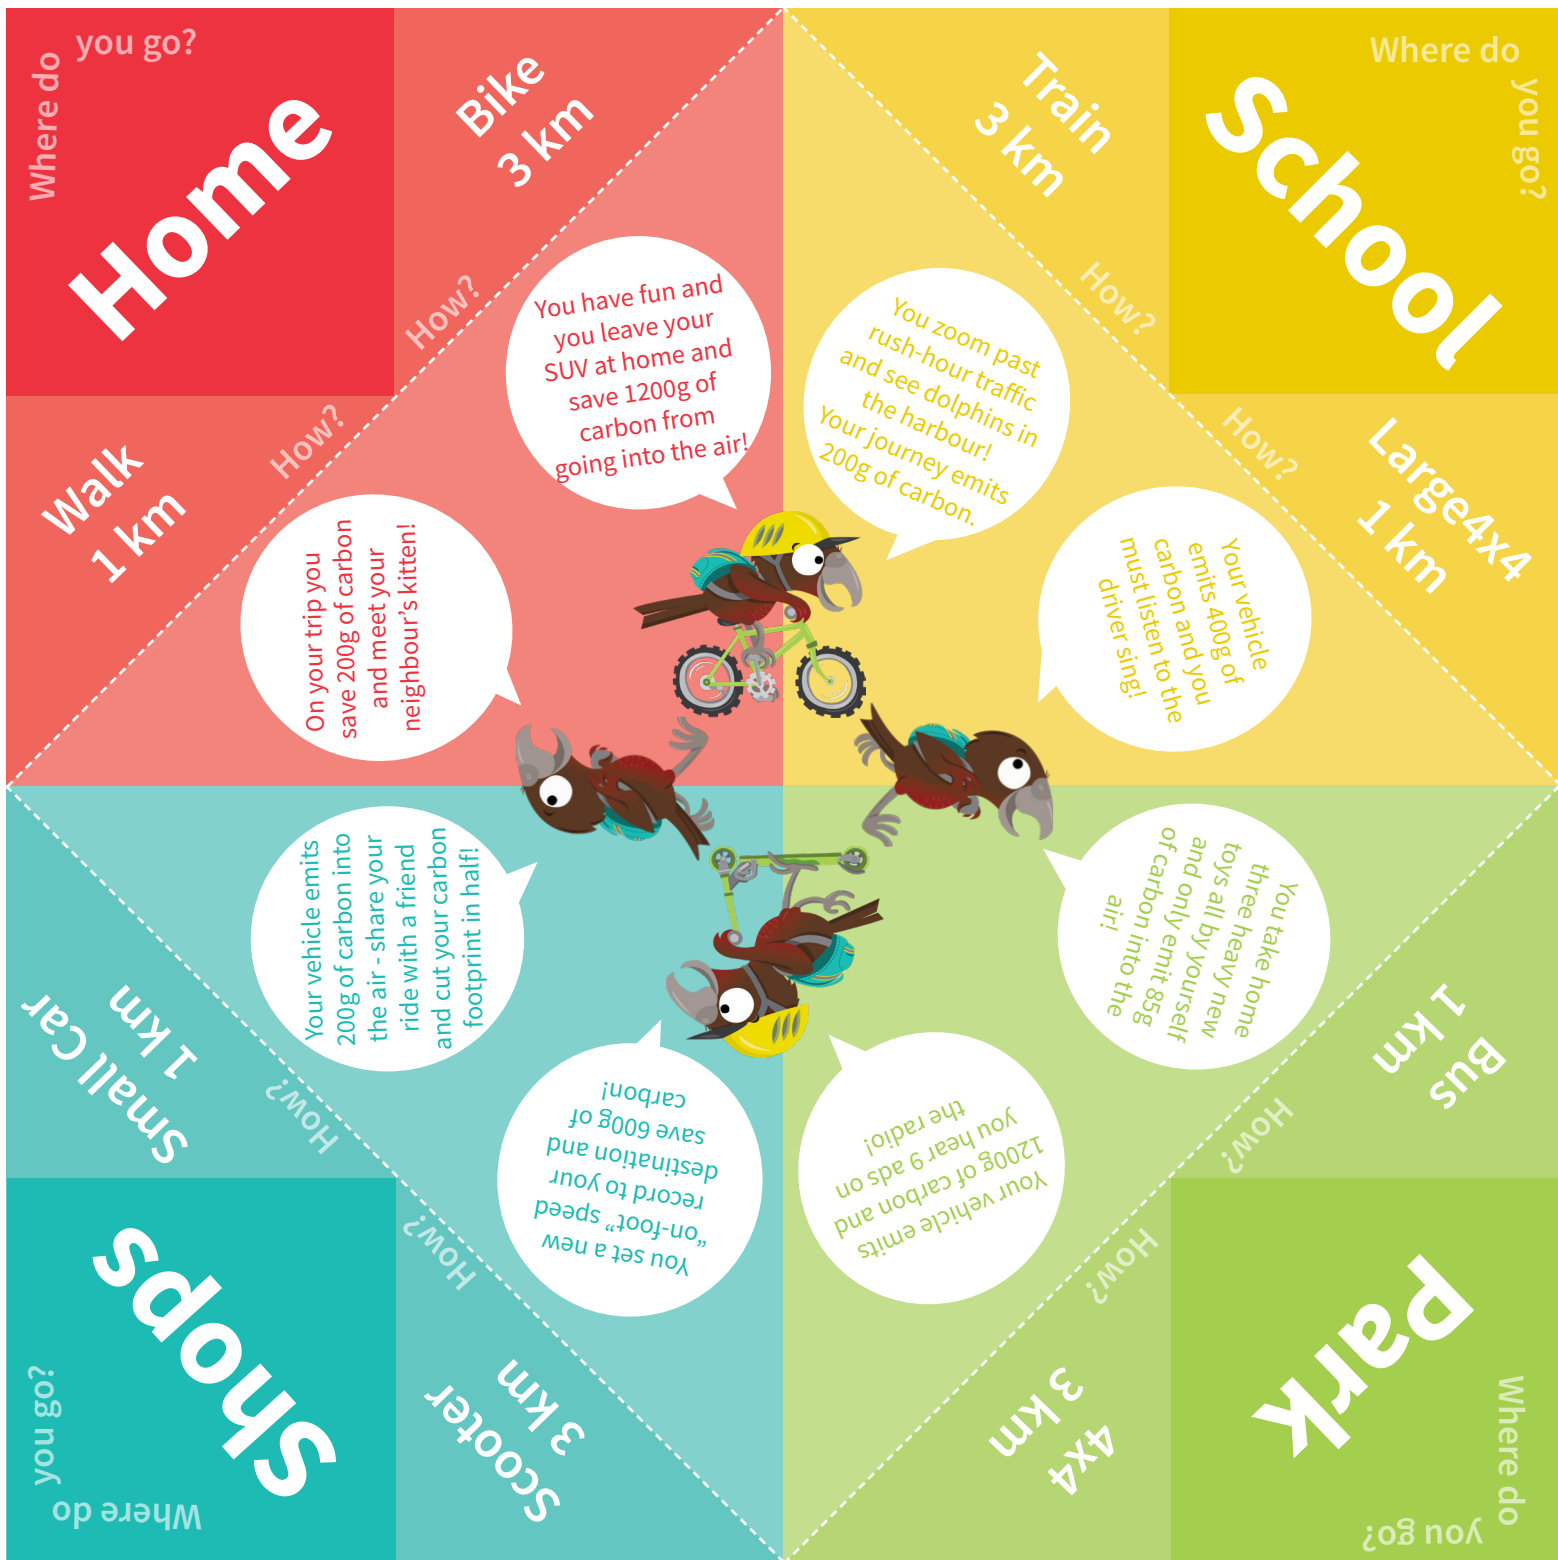 Where do
you go?
Home
Bike
3 km
How?
You have fun and
you leave your
SUV at home and
save 1200g of
carbon from
going into the air!
Walk
1 km
How?
On your trip you
save 200g of carbon
and meet your
neighbour's kitten!
Where do
you go?
School
Train
3 km
How?
You zoom past
rush-hour traffic
and see dolphins in
the harbour!
Your journey emits
200g of carbon.
Large4x4
1 km
How?
Your vehicle
emits 400g of
carbon and you
must listen to the
driver sing!
Where do
you go?
Park
Bus
1 km
How?
You take home
three heavy new
toys all by yourself
and only emit 85g
of carbon into the
air!
4x4
3 km
How?
Your vehicle emits
1200g of carbon and
you hear 9 ads on
the radio!
Where do
you go?
Shops
Scooter
3 km
How?
You set a new
“on-foot” speed
record to your
destination and
save 600g of
carbon!
Small Car
1 km
How?
Your vehicle emits
200g of carbon into
the air - share your
ride with a friend
and cut your carbon
footprint in half!